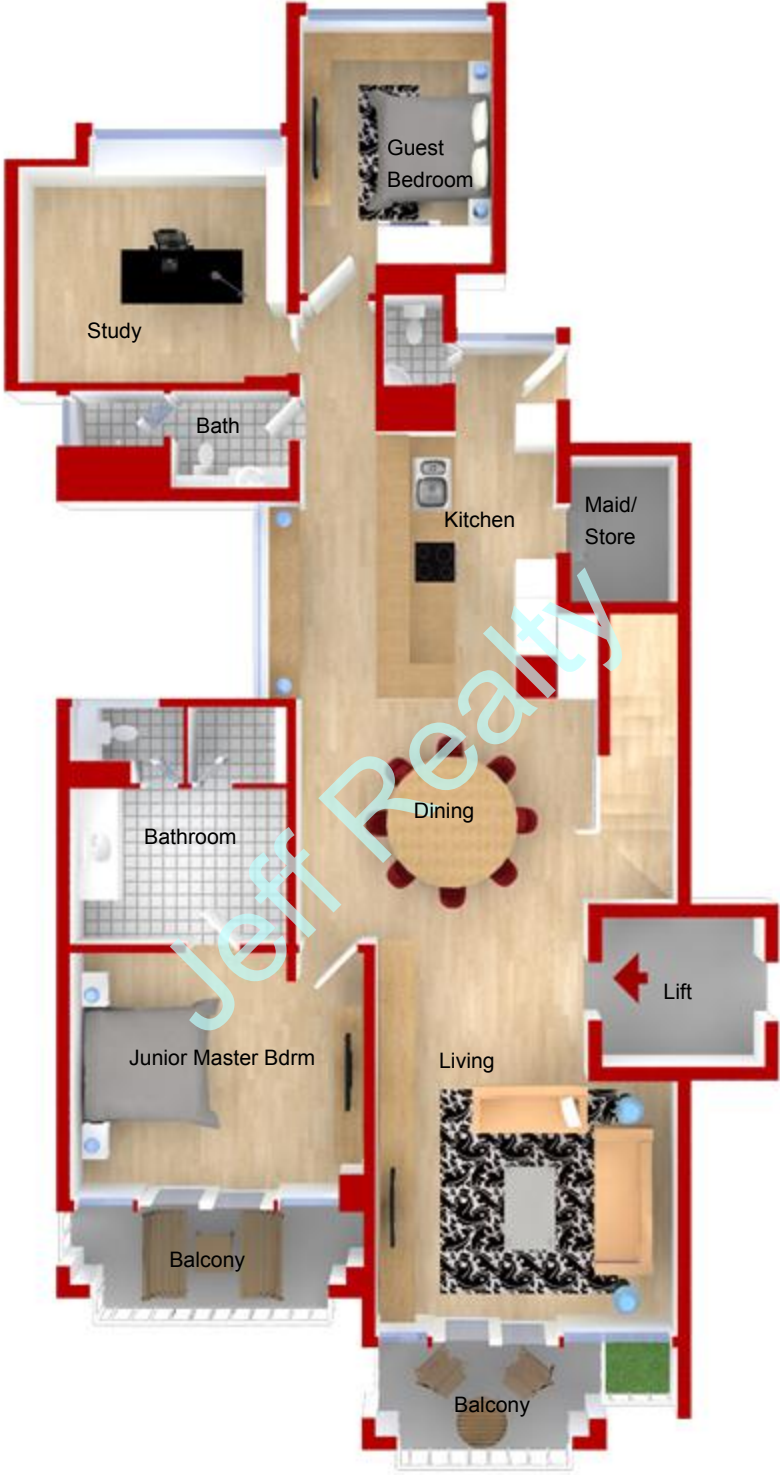 Guest
Bedroom
Study
Bath
Kitchen
Maid/
Store
Dining
Bathroom
Lift
Junior Master Bdrm
Living
Balcony
Balcony
Jeff Realty